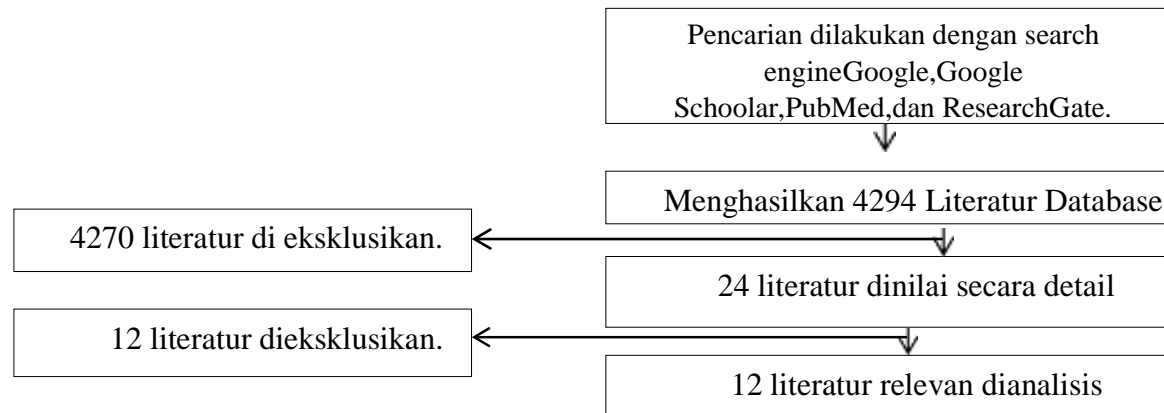 Pencarian dilakukan dengan search
engineGoogle,Google
Schoolar,PubMed,dan ResearchGate.
Menghasilkan 4294 Literatur Database
4270 literatur di eksklusikan.
24 literatur dinilai secara detail
12 literatur dieksklusikan.
12 literatur relevan dianalisis